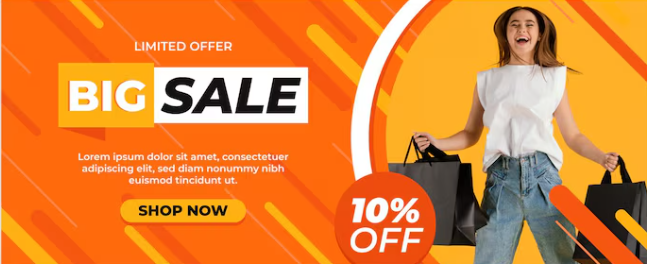 LIMITED OFFER
BIG SALE
Lorem ipsum dolor sit amet, consectetuer
adipiscing elit, sed diam nonummy nibh
euismod tincidunt ut.
SHOP NOW
10%
OFF